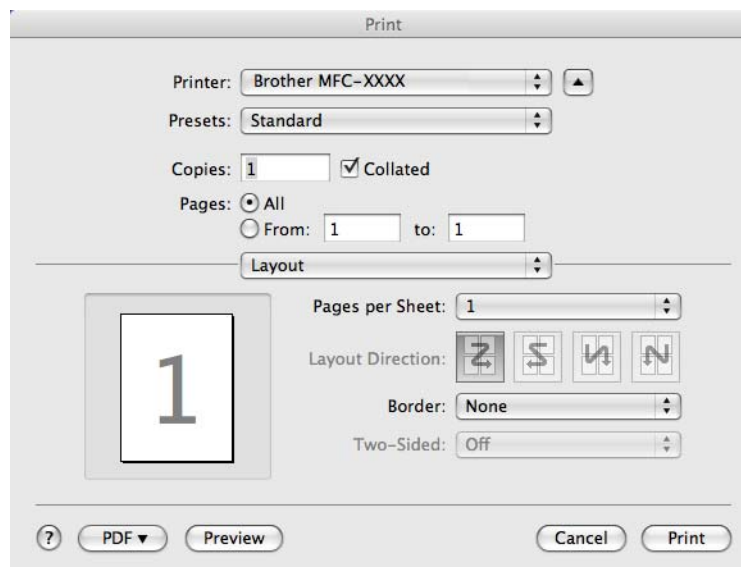 Print
Printer: Brother MFC-XXXX
Presets: Standard
Copies: 1 Collated
Pages: All
From: 1 to: 1
Layout
Pages per Sheet: 1
Layout Direction:
Border: None
Two-Sided: Off
1
? PDF▼ Preview Cancel Print